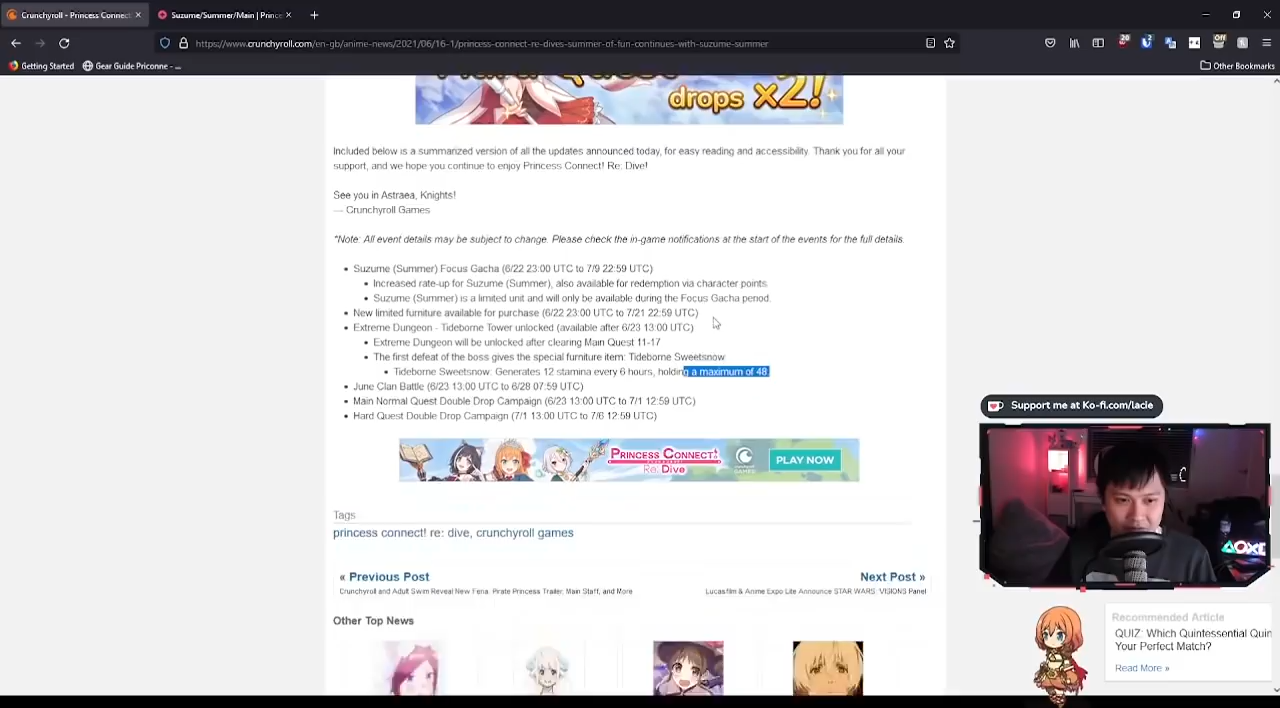 Crunchyroll - Princess Connect
Suzume/Summer/Main | Prince
https://www.crunchyroll.com/en-gb/anime-news/2021/06/16-1/princess-connect-re-dives-summer-of-fun-continues-with-suzume-summer
20
2
Off
Getting Started
Gear Guide Priconne - ...
Other Bookmarks
drops x2!
Included below is a summarized version of all the updates announced today, for easy reading and accessibility. Thank you for all your
support, and we hope you continue to enjoy Princess Connect! Re: Dive!
See you in Astraea, Knights!
— Crunchyroll Games
*Note: All event details may be subject to change. Please check the in-game notifications at the start of the events for the full details.
Suzume (Summer) Focus Gacha (6/22 23:00 UTC to 7/9 22:59 UTC)
Increased rate-up for Suzume (Summer), also available for redemption via character points.
Suzume (Summer) is a limited unit and will only be available during the Focus Gacha period.
New limited furniture available for purchase (6/22 23:00 UTC to 7/21 22:59 UTC)
Extreme Dungeon - Tideborne Tower unlocked (available after 6/23 13:00 UTC)
Extreme Dungeon will be unlocked after clearing Main Quest 11-17
The first defeat of the boss gives the special furniture item: Tideborne Sweetsnow
Tideborne Sweetsnow: Generates 12 stamina every 6 hours, holding a maximum of 48
June Clan Battle (6/23 13:00 UTC to 6/28 07:59 UTC)
Main Normal Quest Double Drop Campaign (6/23 13:00 UTC to 7/1 12:59 UTC)
Hard Quest Double Drop Campaign (7/1 13:00 UTC to 7/6 12:59 UTC)
Support me at Ko-fi.com/lacie
PRINCESS CONNECT!
Re: Dive
PLAY NOW
Tags
princess connect! re: dive, crunchyroll games
« Previous Post
Next Post »
Crunchyroll and Adult Swim Reveal New Fena: Pirate Princess Trailer, Main Staff, and More
Lucasfilm & Anime Expo Lite Announce STAR WARS: VISIONS Panel
Other Top News
Recommended Article
QUIZ: Which Quintessential Quin
Your Perfect Match?
Read More »